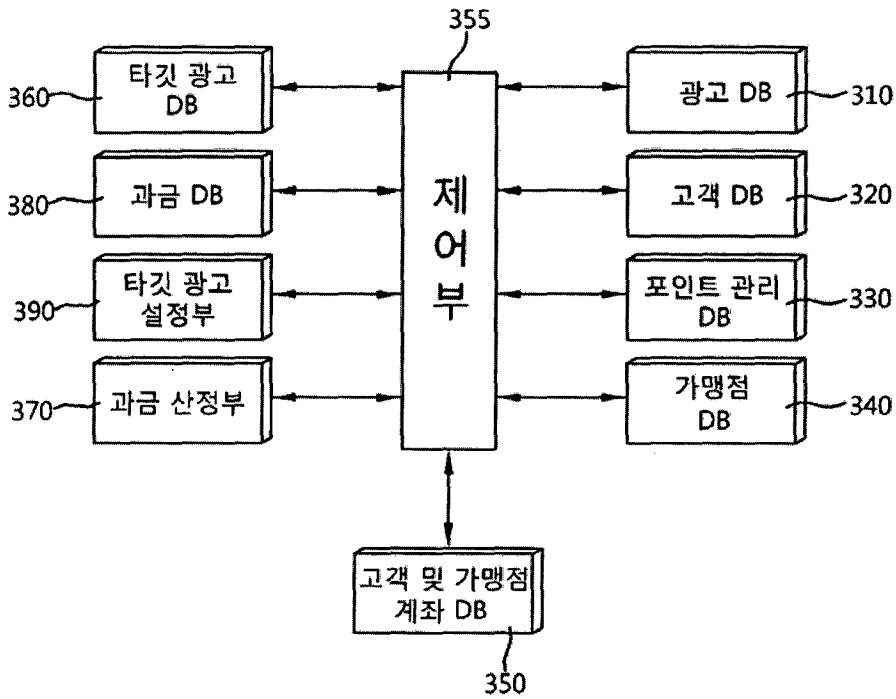 355
타깃 광고
DB
360
광고 DB
310
과금 DB
380
고객 DB
320
타깃 광고
설정부
390
포인트 관리
DB
330
과금 산정부
370
가맹점
DB
340
제
어
부
고객 및 가맹점
계좌 DB
350